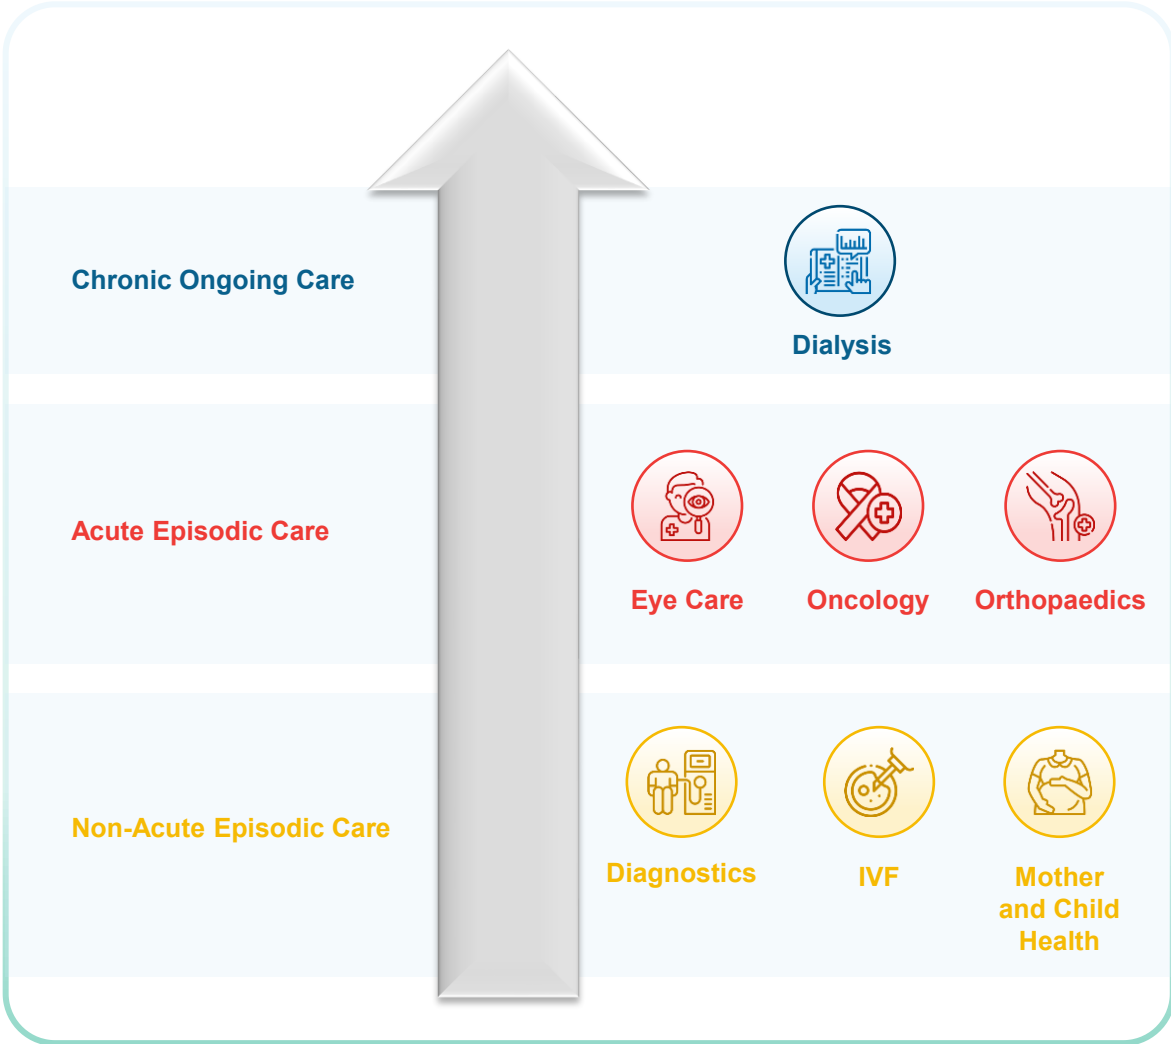 Chronic Ongoing Care
Dialysis
Acute Episodic Care
Eye Care
Oncology
Orthopaedics
Non-Acute Episodic Care
Diagnostics
IVF
Mother
and Child
Health